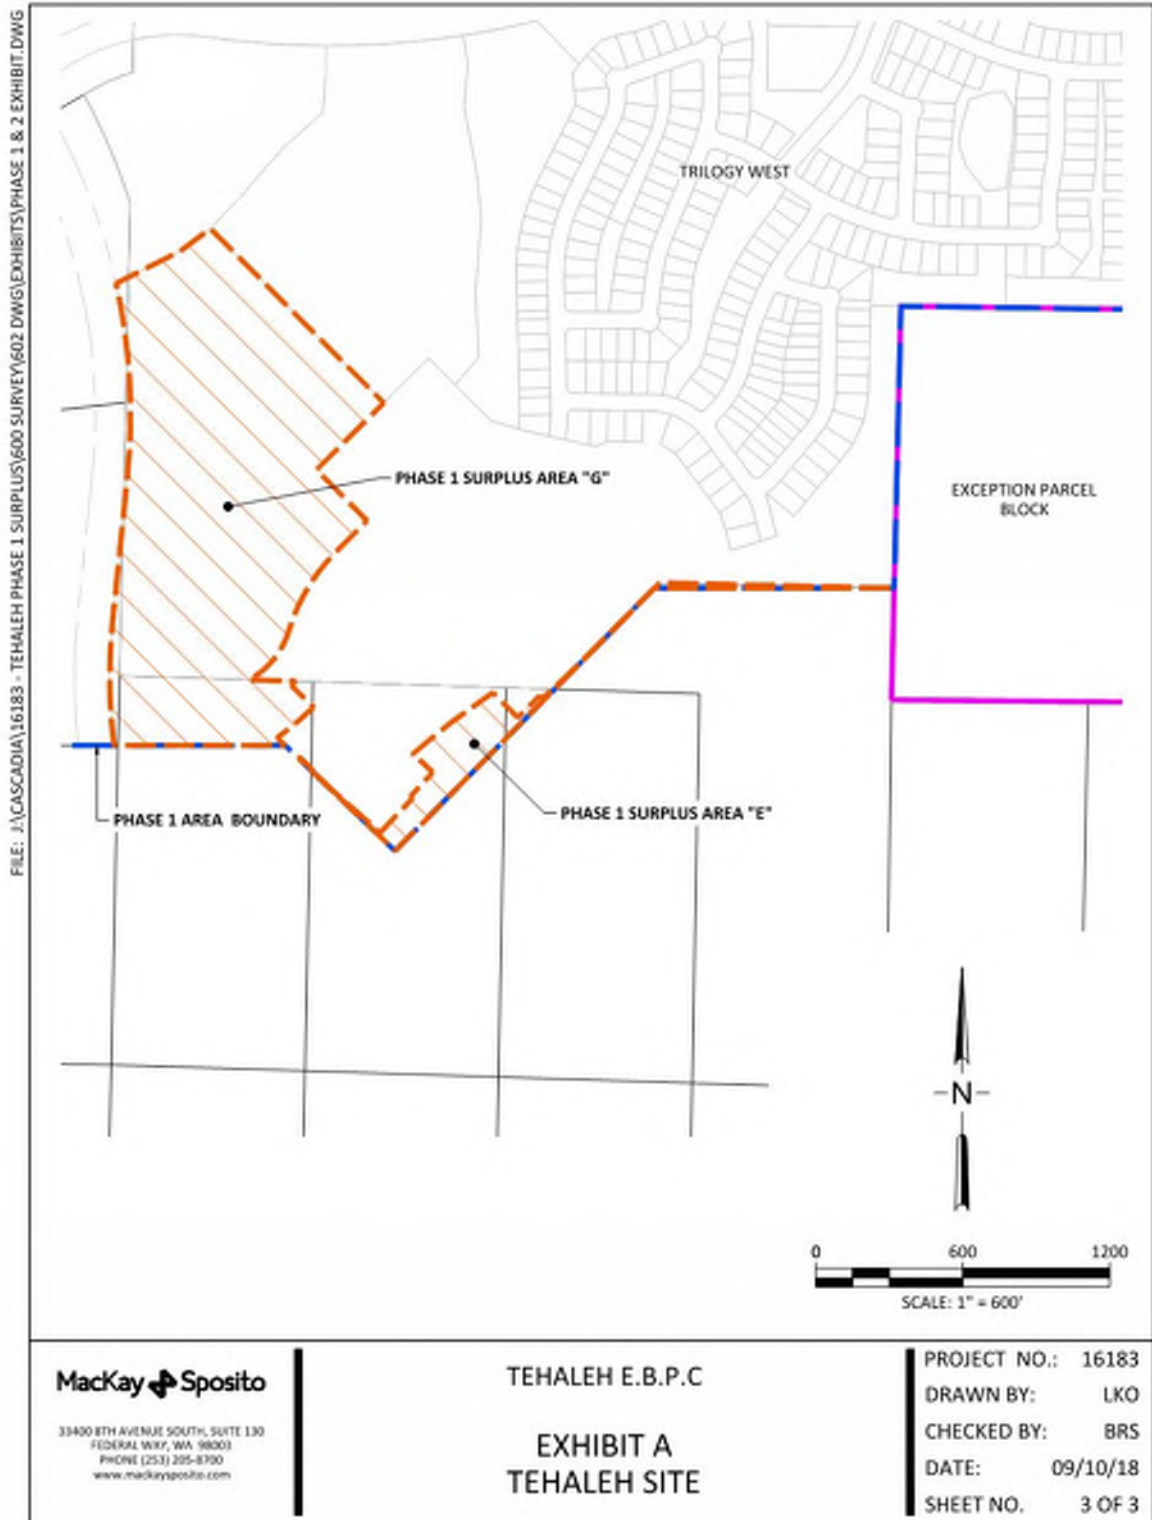 FILE: J:\CASCADIA\16183 - TEHALEH PHASE 1 SURPLUS\600 SURVEY\602 DWG\EXHIBITS\PHASE 1 & 2 EXHIBIT.DWG
TRILOGY WEST
PHASE 1 SURPLUS AREA "G"
EXCEPTION PARCEL
BLOCK
PHASE 1 AREA BOUNDARY
PHASE 1 SURPLUS AREA "E"
-N-
0 600 1200
SCALE: 1" = 600'
MacKay Sposito
33400 8TH AVENUE SOUTH, SUITE 130
FEDERAL WAY, WA 98003
PHONE (253) 205-8700
www.mackaysposito.com
TEHALEH E.B.P.C
EXHIBIT A
TEHALEH SITE
PROJECT NO.: 16183
DRAWN BY: LKO
CHECKED BY: BRS
DATE: 09/10/18
SHEET NO. 3 OF 3